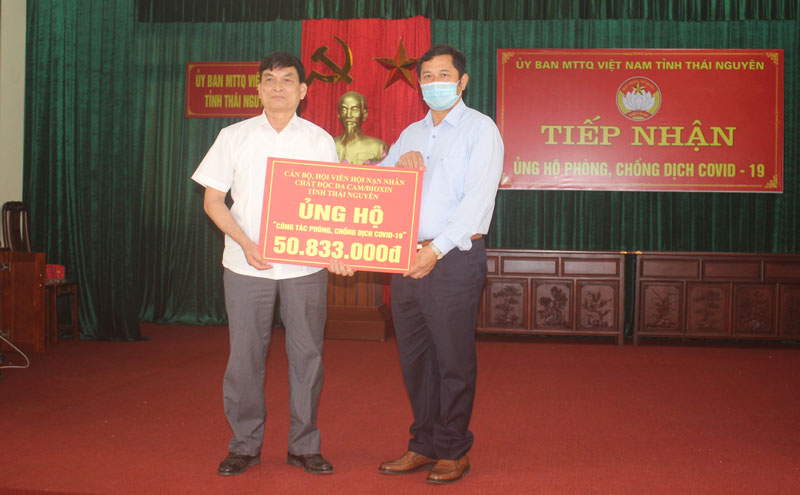 ỦY BAN MTTQ VIỆT
TỈNH THÁI NGUY
ỦY BAN MTTQ VIỆT NAM TỈNH THÁI NGUYÊN
TIẾP NHẬN
ỦNG HỘ PHÒNG, CHỐNG DỊCH COVID - 19
CÁN BỘ, HỘI VIÊN HỘI NẠN NHÂN
CHẤT ĐỘC DA CAM/DIOXIN
TỈNH THÁI NGUYÊN
ỦNG HỘ
"CÔNG TÁC PHÒNG, CHỐNG DỊCH COVID-19"
50.833.000đ